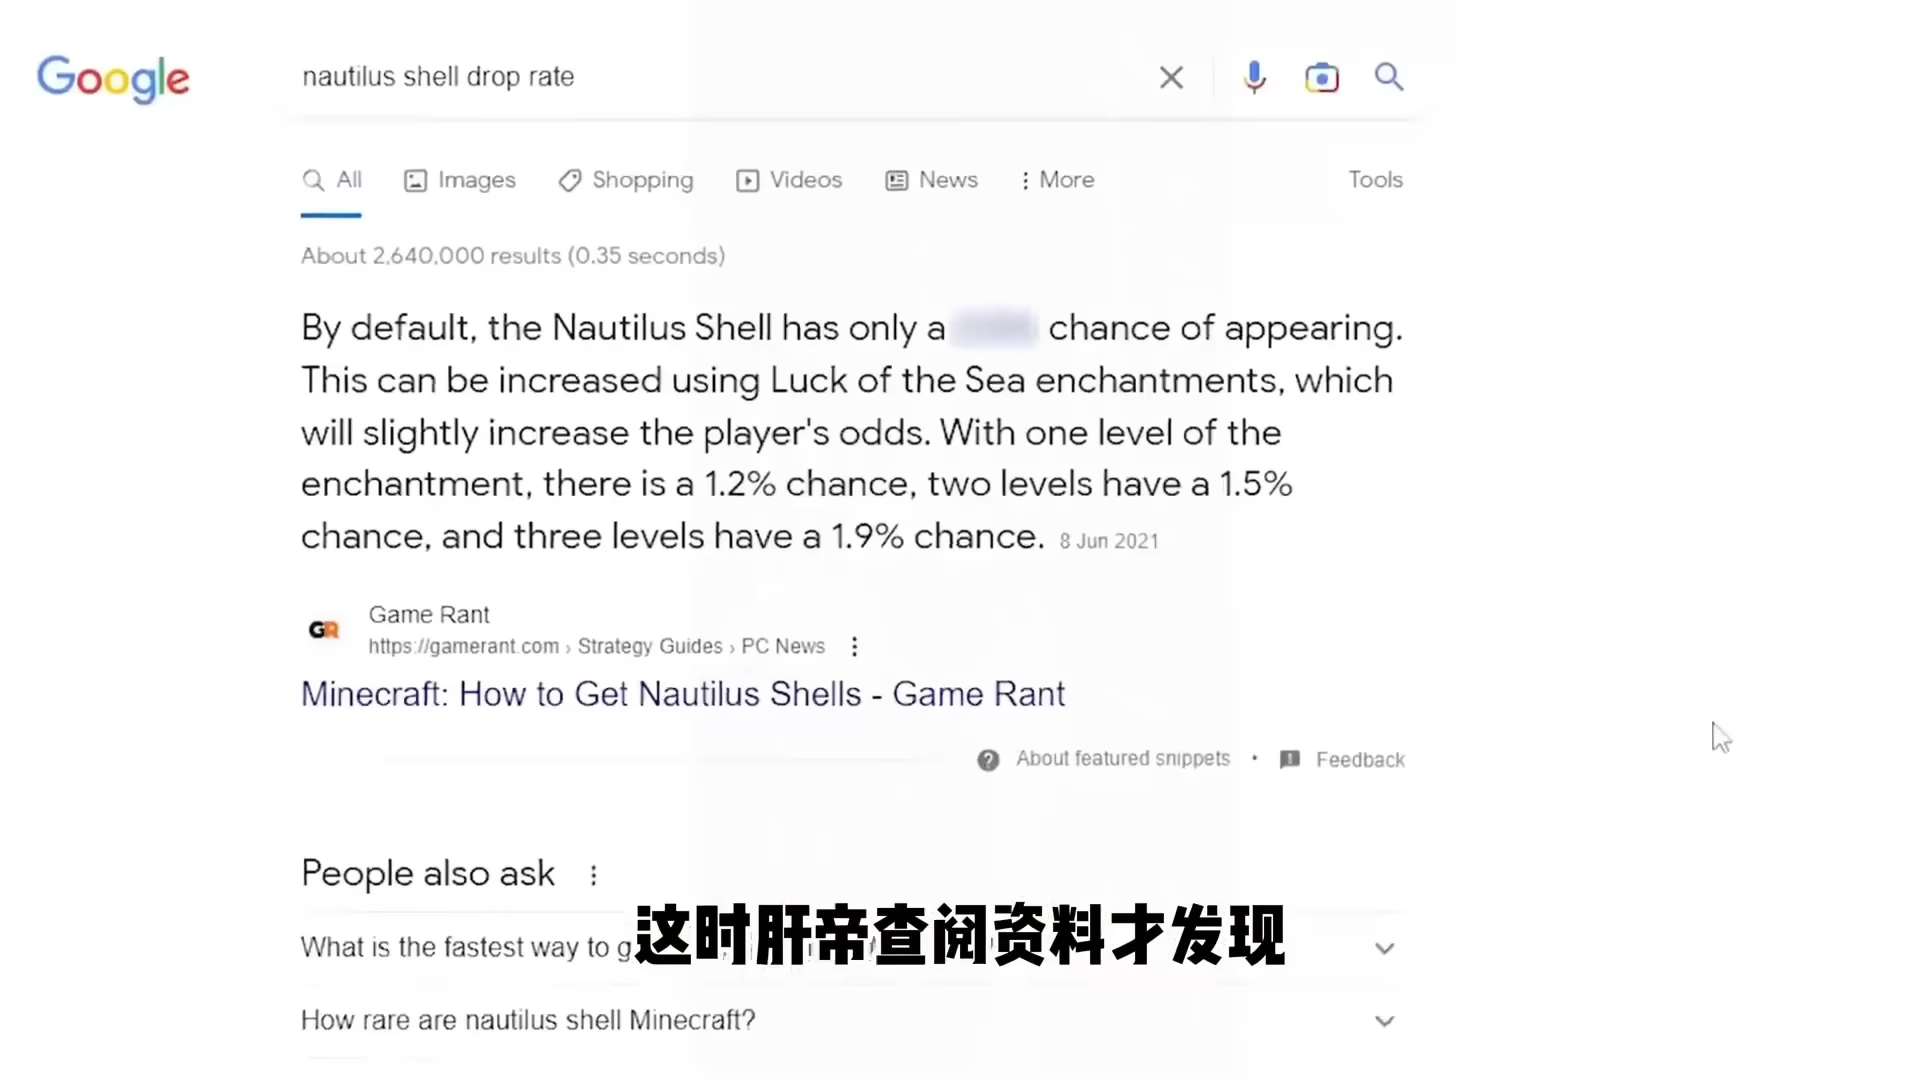 Google
nautilus shell drop rate
All Images Shopping Videos News More Tools
About 2,640,000 results (0.35 seconds)
By default, the Nautilus Shell has only a chance of appearing.
This can be increased using Luck of the Sea enchantments, which
will slightly increase the player's odds. With one level of the
enchantment, there is a 1.2% chance, two levels have a 1.5%
chance, and three levels have a 1.9% chance. 8 Jun 2021
GR
Game Rant
https://gamerant.com › Strategy Guides › PC News
Minecraft: How to Get Nautilus Shells - Game Rant
About featured snippets • Feedback
People also ask
What is the fastest way to
这时肝帝查阅资料才发现
How rare are nautilus shell Minecraft?